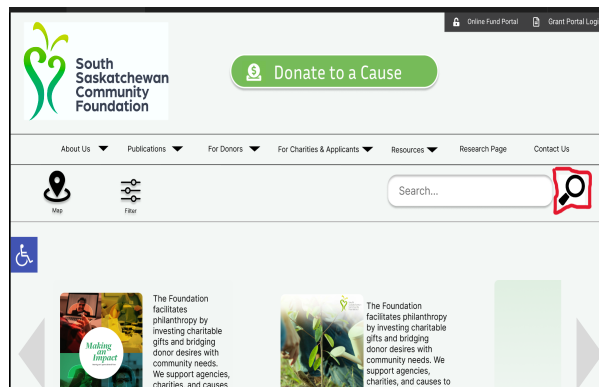 Online Fund Portal
Grant Portal Logi
South
Saskatchewan
Community
Foundation
Donate to a Cause
About Us
Publications
For Donors
For Charities & Applicants
Resources
Research Page
Contact Us
Map
Filter
Search...
Making
an
Impact
The Foundation
facilitates
philanthropy by
investing charitable
gifts and bridging
donor desires with
community needs.
We support agencies,
charities, and causes
The Foundation
facilitates philanthropy
by investing charitable
gifts and bridging
donor desires with
community needs. We
support agencies,
charities, and causes to